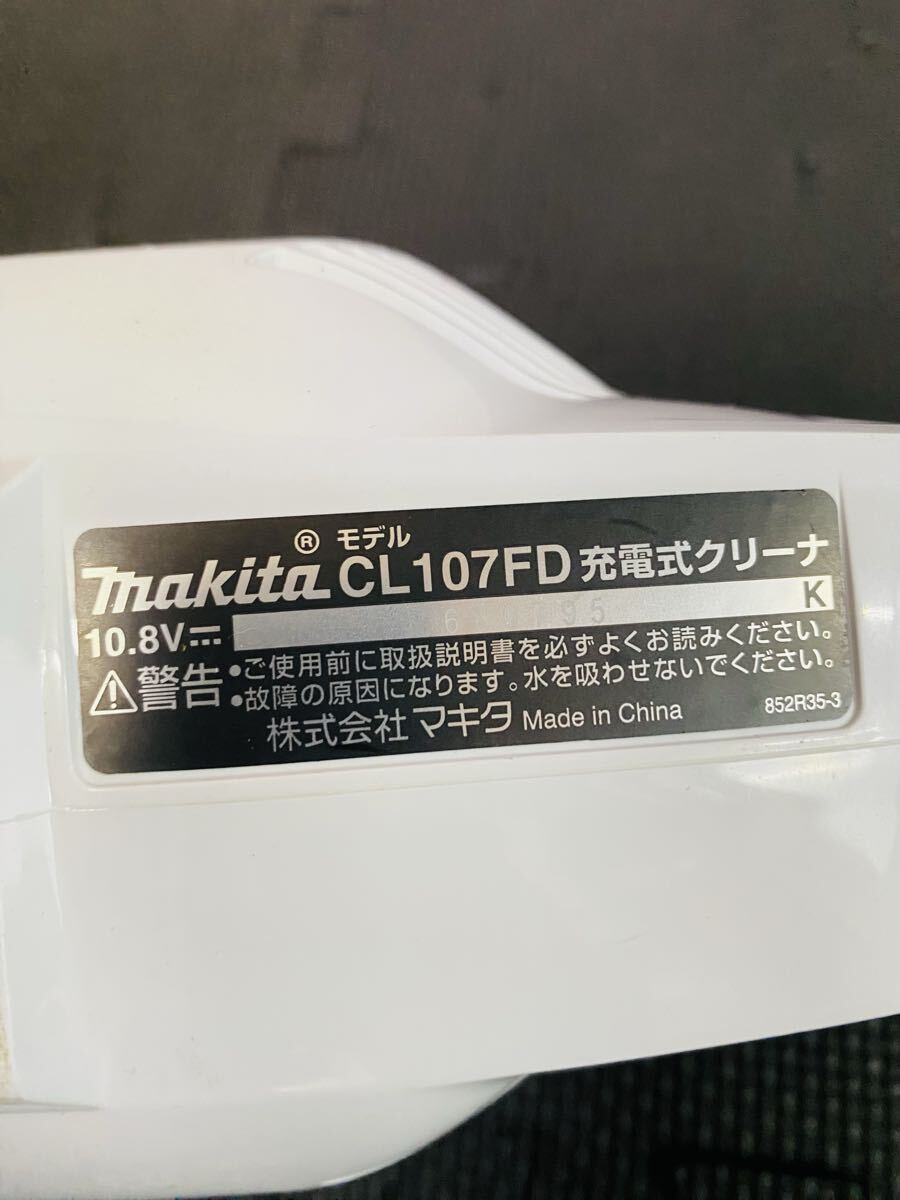 makita® モデル CL107FD 充電式クリーナ
10.8V K
警告 •ご使用前に取扱説明書を必ずよくお読みください。
•故障の原因になります。水を吸わせないでください。
株式会社マキタ Made in China 852R35-3